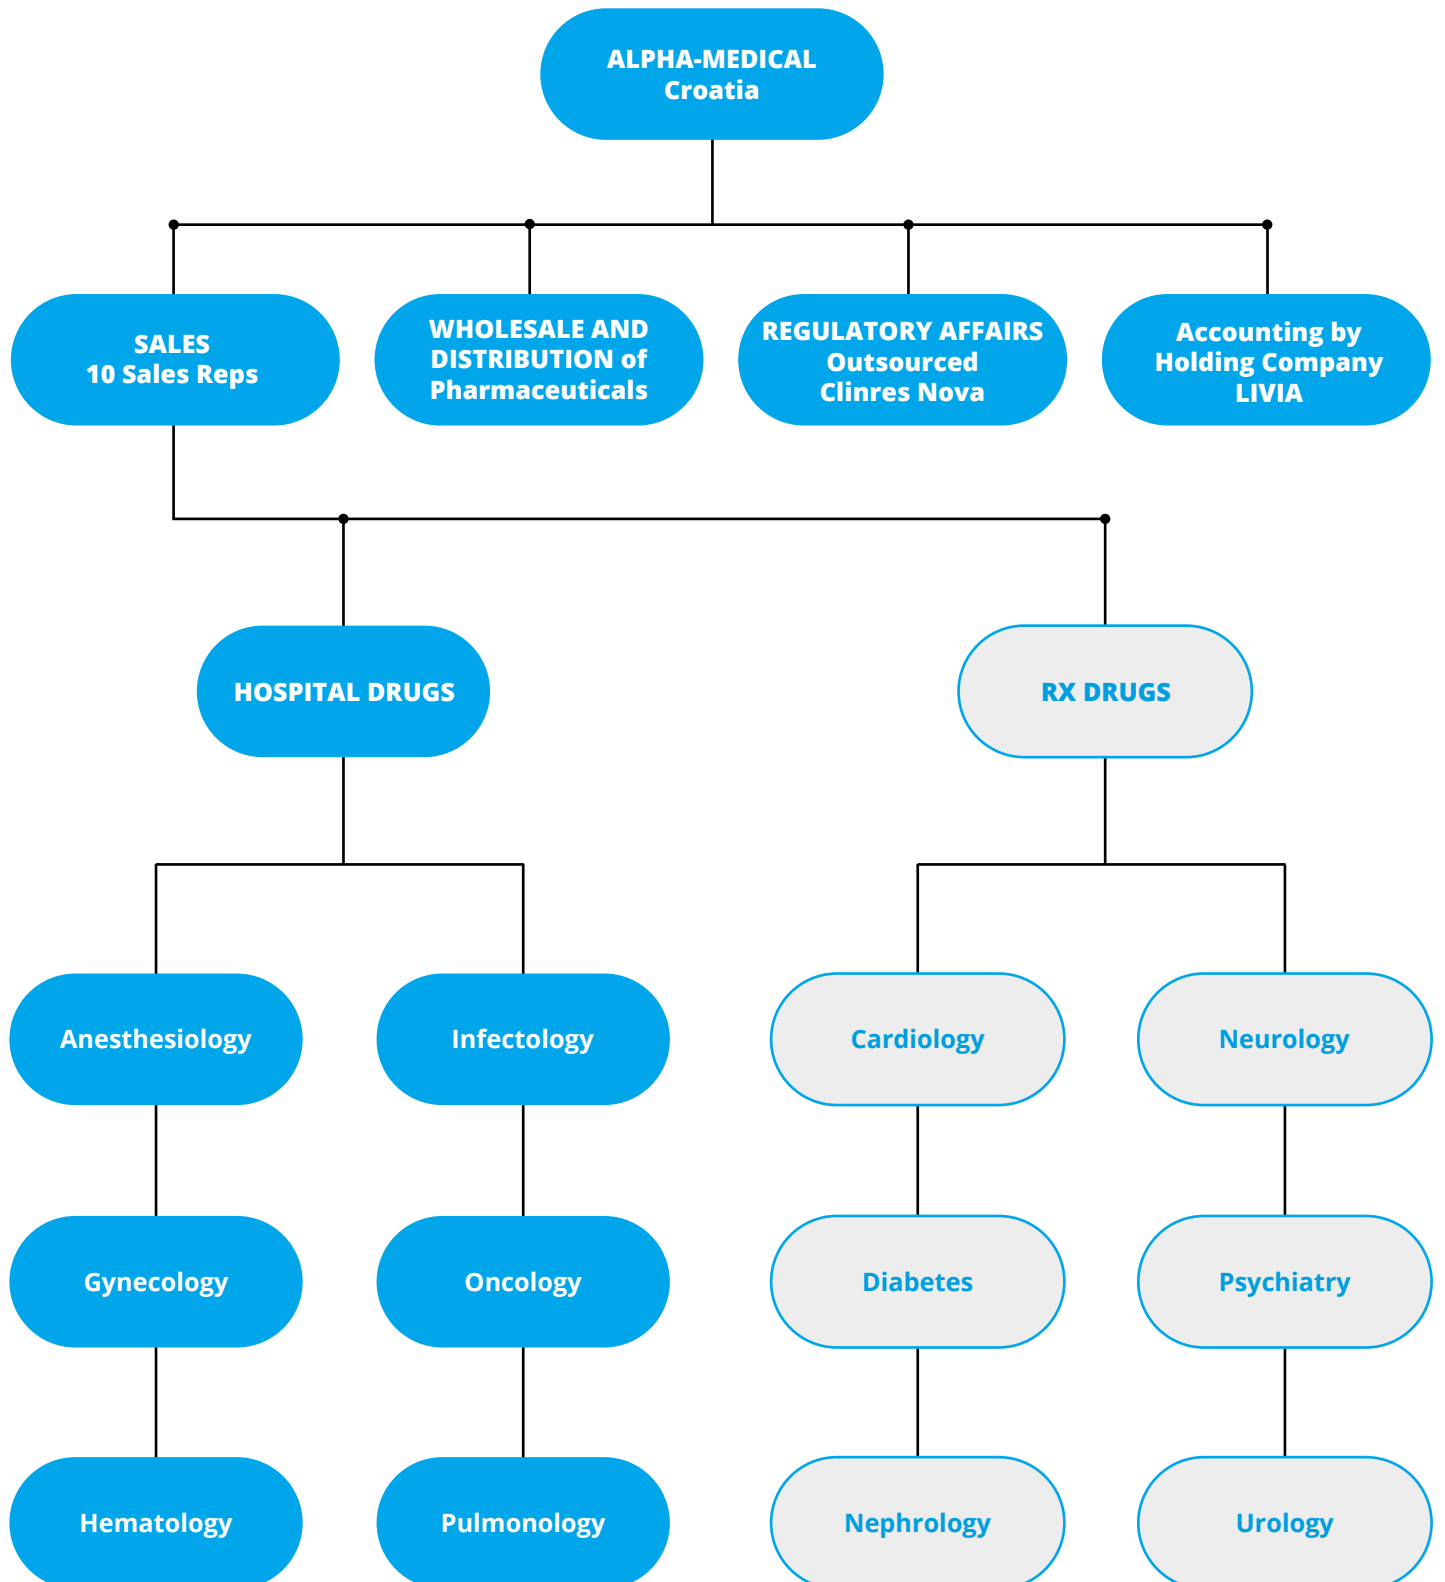 ALPHA-MEDICAL
Croatia
SALES
10 Sales Reps
WHOLESALE AND
DISTRIBUTION of
Pharmaceuticals
REGULATORY AFFAIRS
Outsourced
Clinres Nova
Accounting by
Holding Company
LIVIA
HOSPITAL DRUGS
RX DRUGS
Anesthesiology
Infectology
Cardiology
Neurology
Gynecology
Oncology
Diabetes
Psychiatry
Hematology
Pulmonology
Nephrology
Urology